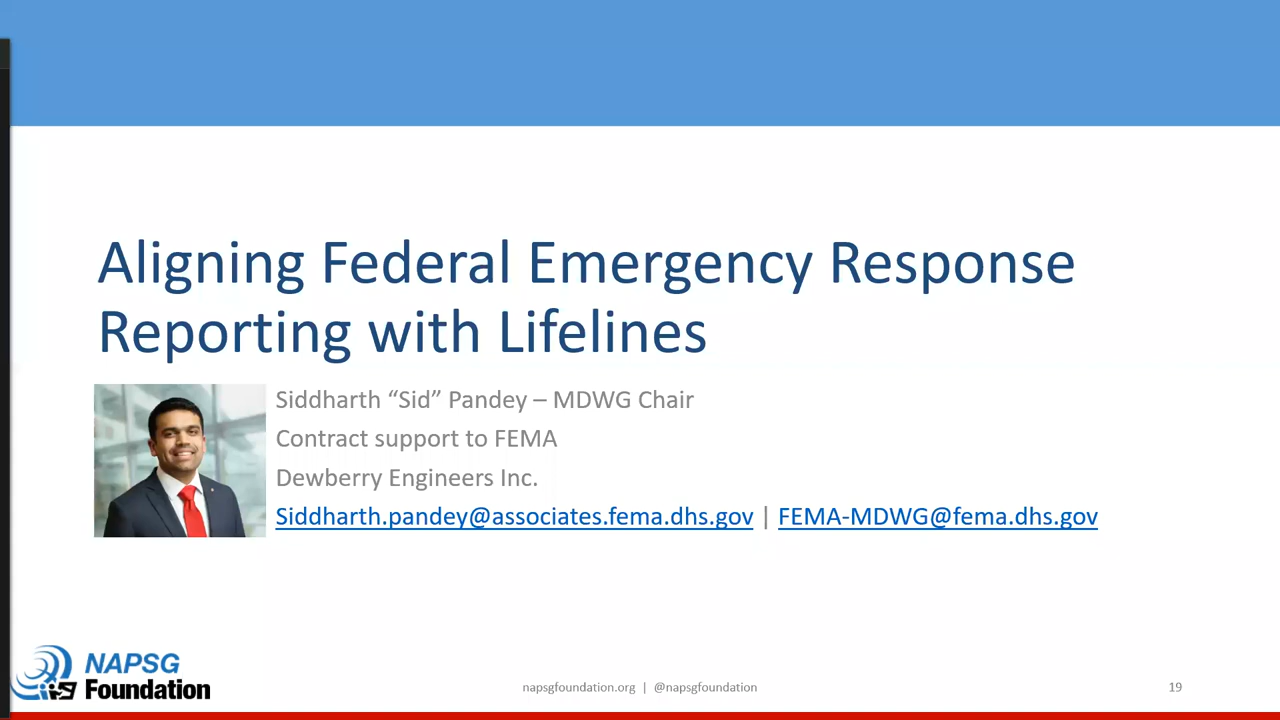 Aligning Federal Emergency Response
Reporting with Lifelines
Siddharth “Sid” Pandey – MDWG Chair
Contract support to FEMA
Dewberry Engineers Inc.
Siddharth.pandey@associates.fema.dhs.gov | FEMA-MDWG@fema.dhs.gov
NAPSG
Foundation
napsgfoundation.org | @napsgfoundation
19